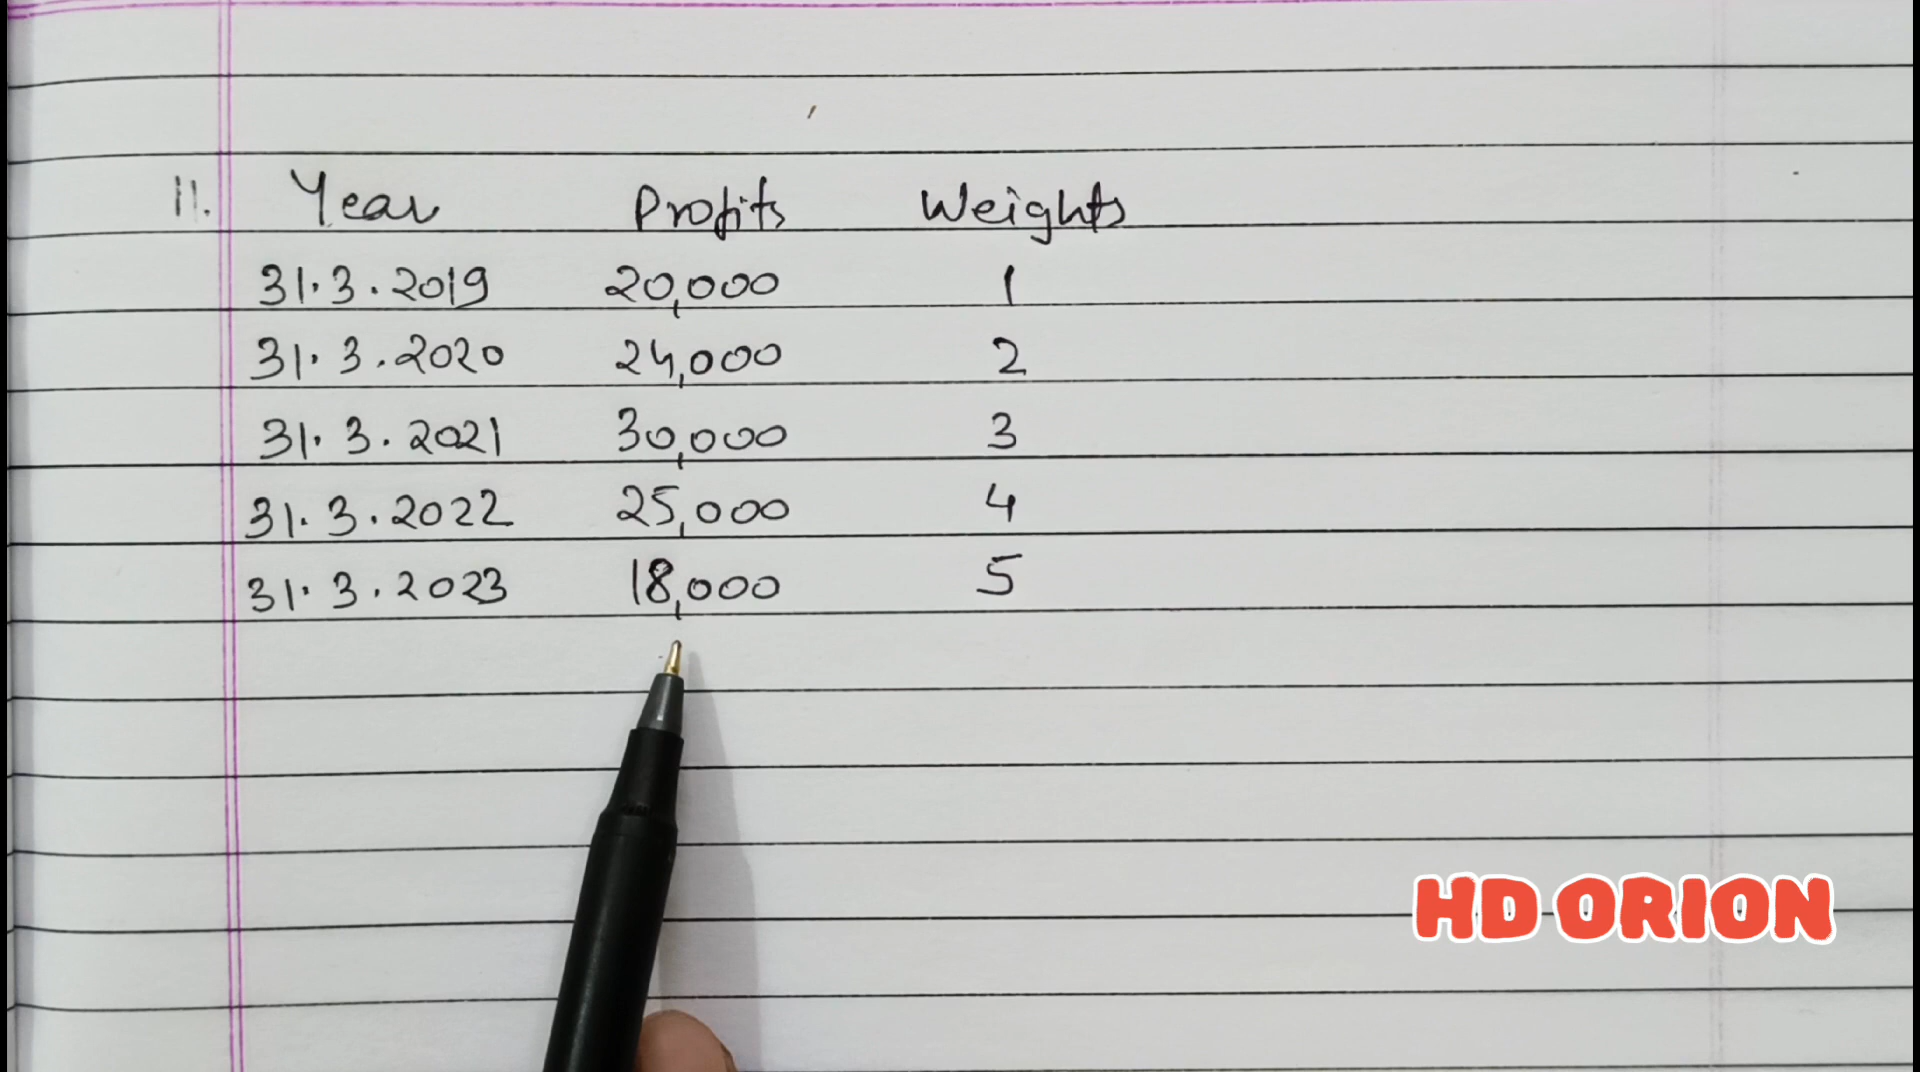 11. Year Profits Weights
31.3.2019 20,000 1
31.3.2020 24,000 2
31.3.2021 30,000 3
31.3.2022 25,000 4
31.3.2023 18,000 5
HD ORION